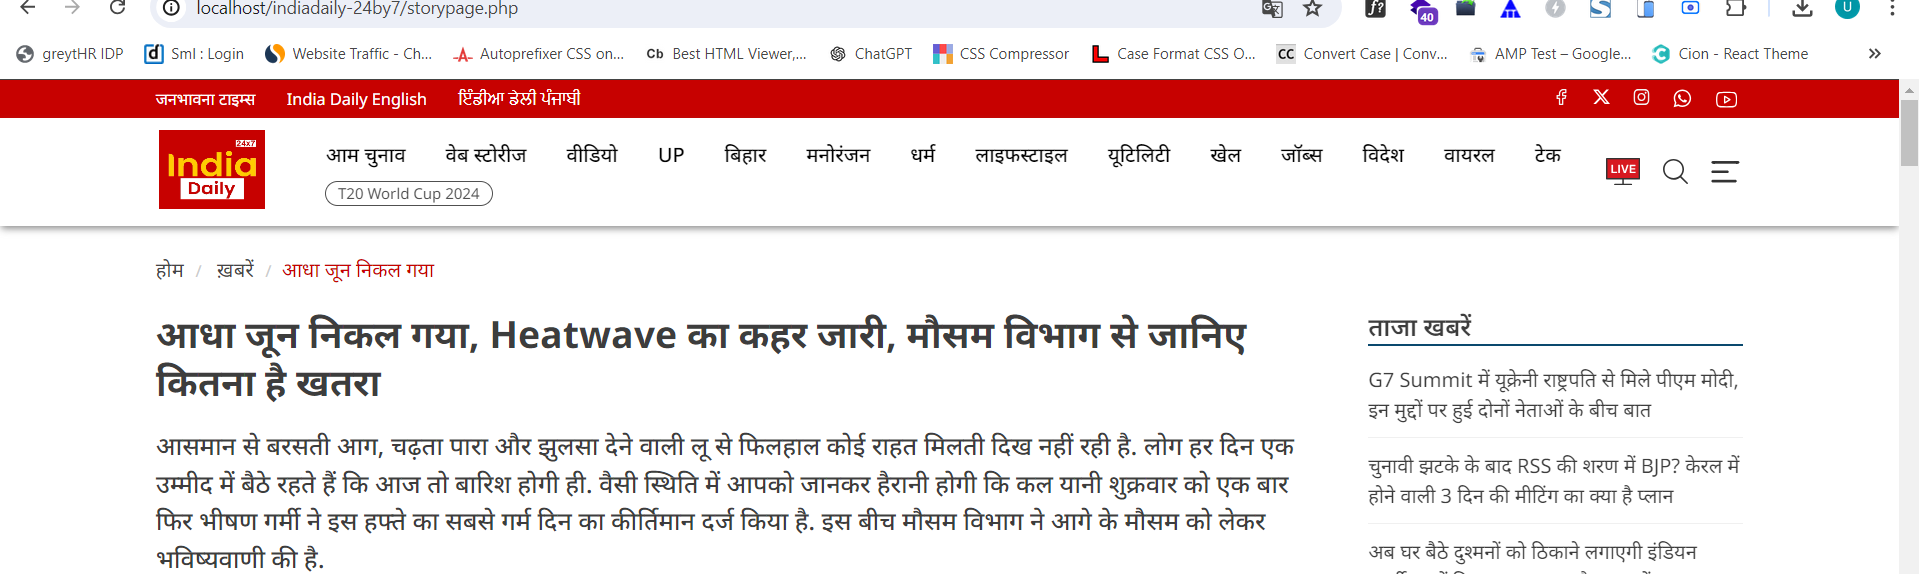 localhost/indiadaily-24by7/storypage.php
40
U
greytHR IDP
Sml : Login
Website Traffic - Ch...
Autoprefixer CSS on...
Cb Best HTML Viewer,...
ChatGPT
CSS Compressor
Case Format CSS O...
CC Convert Case | Conv...
AMP Test – Google...
Cion - React Theme
जनभावना टाइम्स India Daily English ਇੰਡੀਆ ਡੇਲੀ ਪੰਜਾਬੀ
24x7
India
Daily
आम चुनाव वेब स्टोरीज वीडियो UP बिहार मनोरंजन धर्म लाइफस्टाइल यूटिलिटी खेल जॉब्स विदेश वायरल टेक
T20 World Cup 2024
LIVE
होम / ख़बरें / आधा जून निकल गया
आधा जून निकल गया, Heatwave का कहर जारी, मौसम विभाग से जानिए
कितना है खतरा
आसमान से बरसती आग, चढ़ता पारा और झुलसा देने वाली लू से फिलहाल कोई राहत मिलती दिख नहीं रही है. लोग हर दिन एक
उम्मीद में बैठे रहते हैं कि आज तो बारिश होगी ही. वैसी स्थिति में आपको जानकर हैरानी होगी कि कल यानी शुक्रवार को एक बार
फिर भीषण गर्मी ने इस हफ्ते का सबसे गर्म दिन का कीर्तिमान दर्ज किया है. इस बीच मौसम विभाग ने आगे के मौसम को लेकर
भविष्यवाणी की है.
ताजा खबरें
G7 Summit में यूक्रेनी राष्ट्रपति से मिले पीएम मोदी,
इन मुद्दों पर हुई दोनों नेताओं के बीच बात
चुनावी झटके के बाद RSS की शरण में BJP? केरल में
होने वाली 3 दिन की मीटिंग का क्या है प्लान
अब घर बैठे दुश्मनों को ठिकाने लगाएगी इंडियन